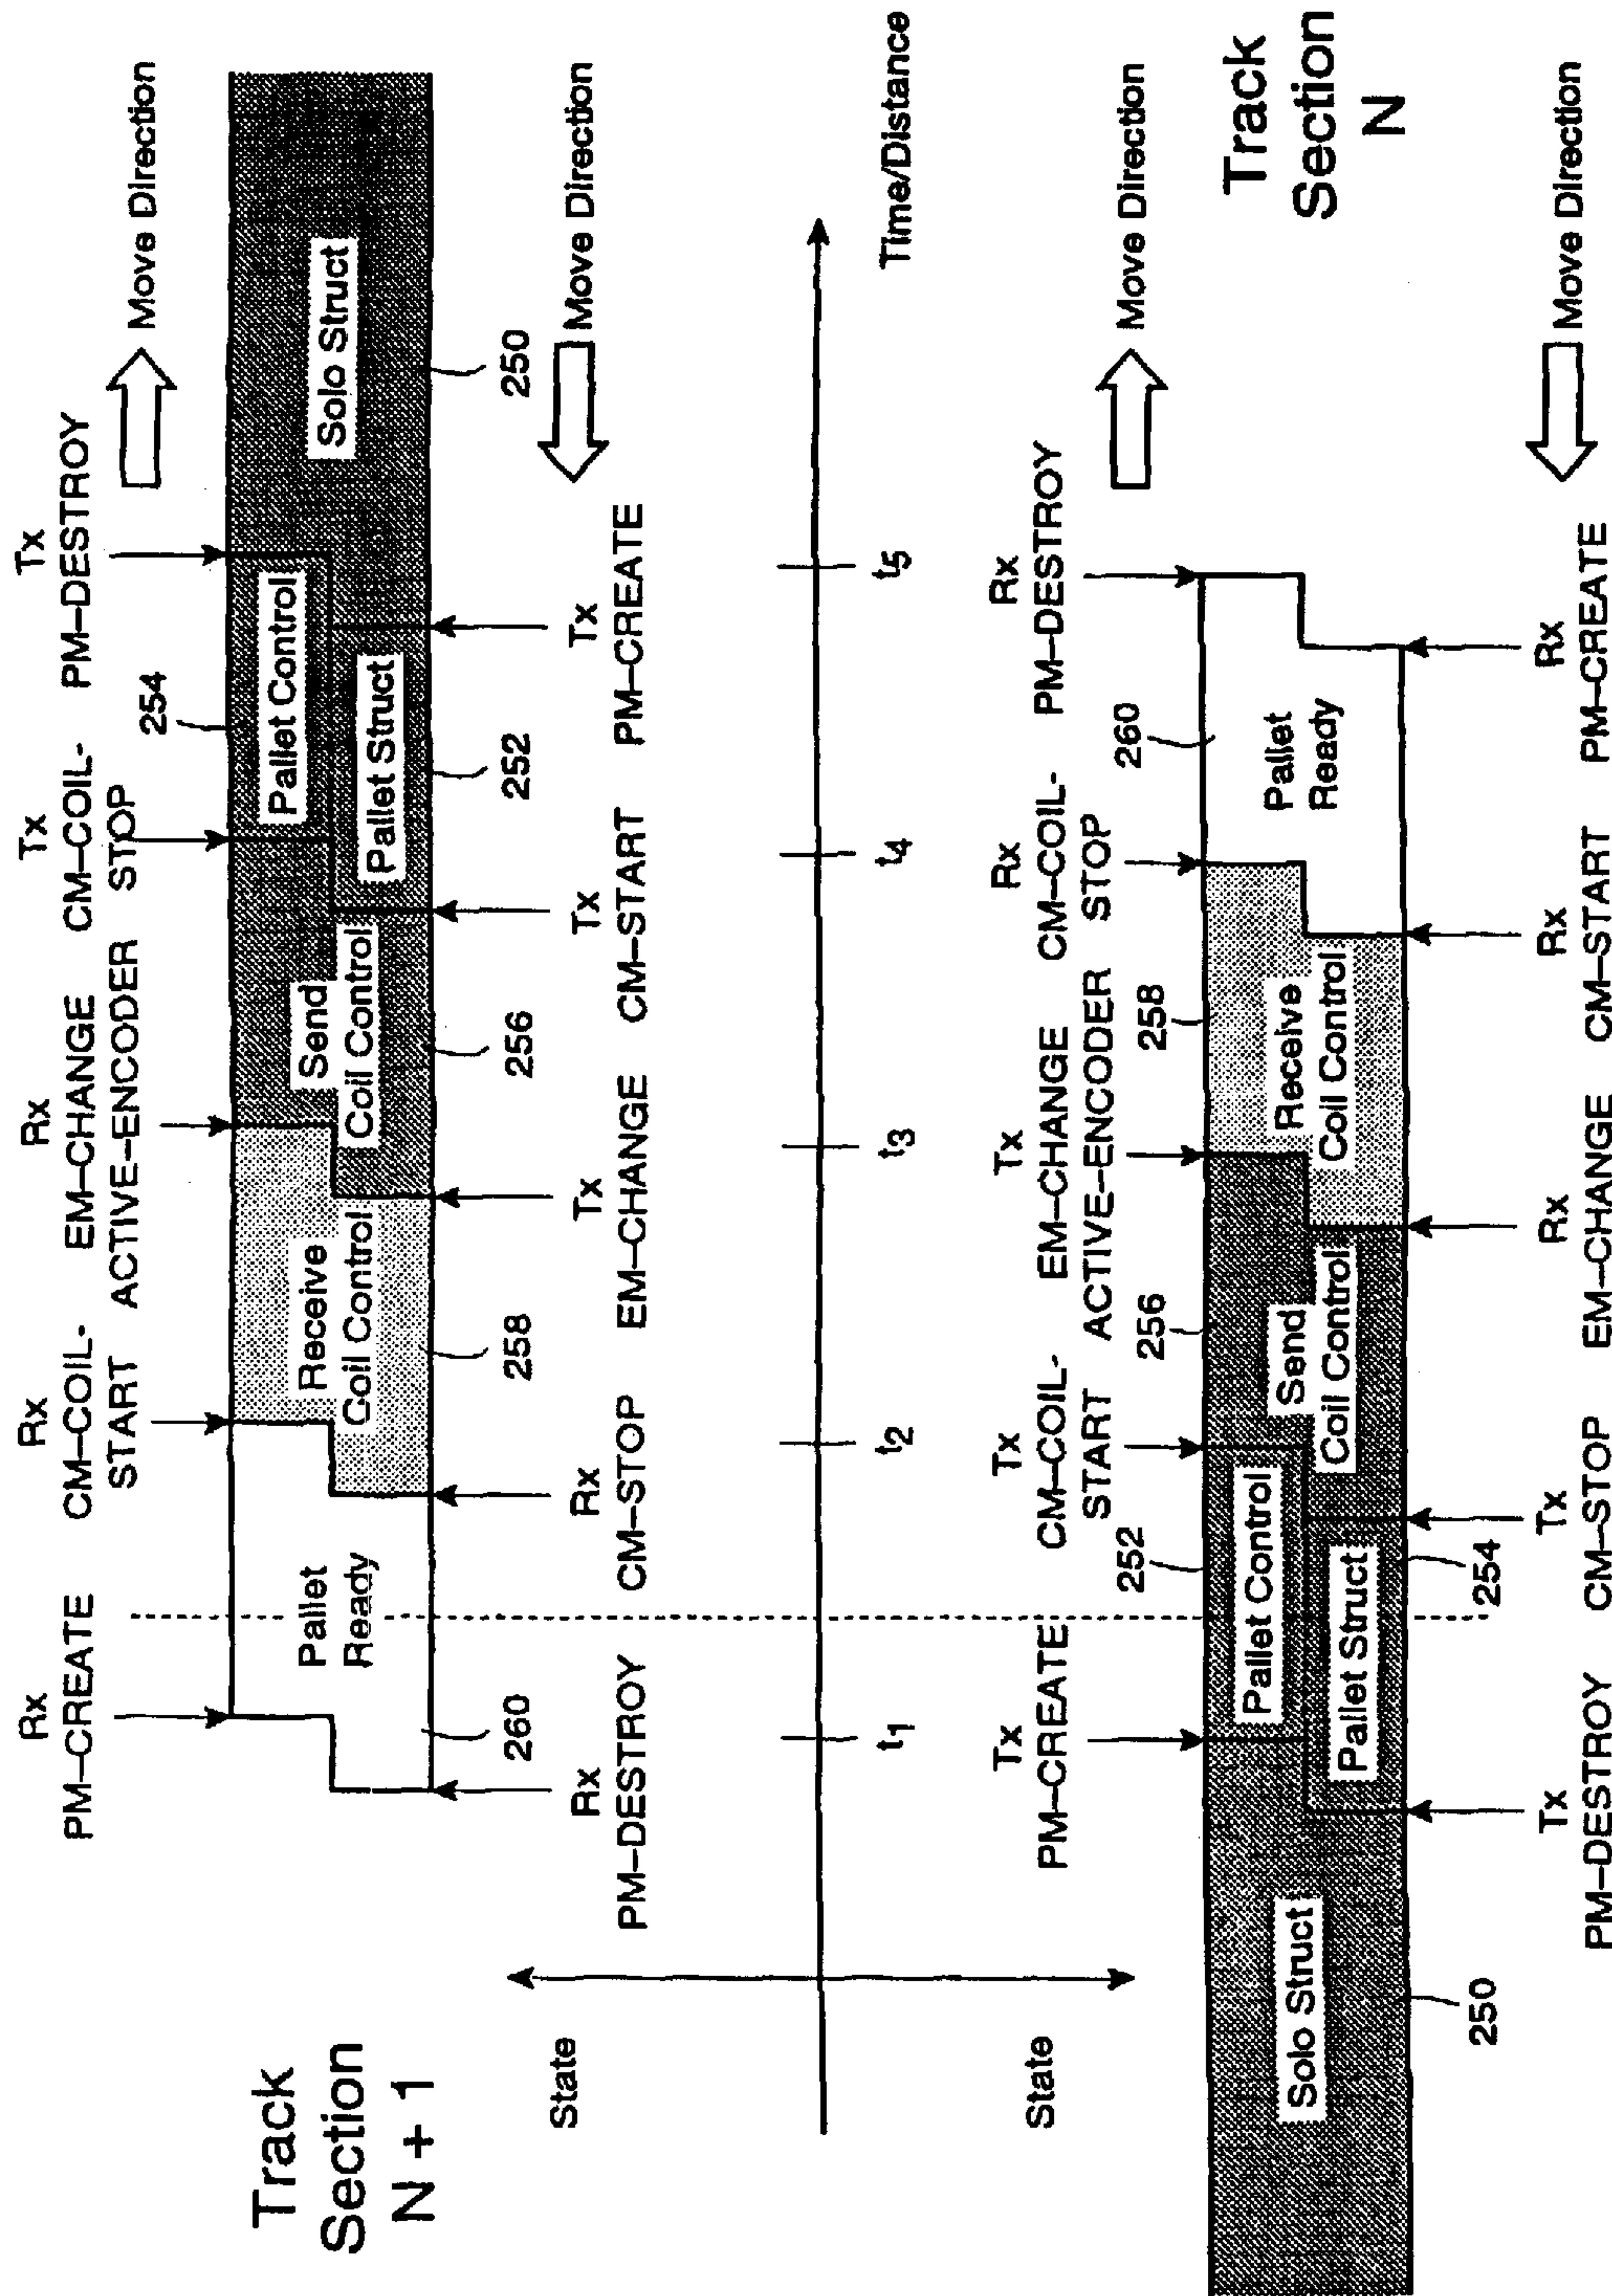 Track
Section
N + 1
Rx
PM–CREATE
Rx
CM–COIL-
START
Rx
EM–CHANGE
ACTIVE–ENCODER
Tx
CM–COIL-
STOP
Tx
PM–DESTROY
Move Direction
254
Pallet
Ready
Receive
Coil Control
Send
Coil Control
Pallet Control
Pallet Struct
Solo Struct
260
258
256
252
250
Rx
PM–DESTROY
Rx
CM–STOP
Tx
EM–CHANGE
Tx
CM–START
Tx
PM–CREATE
Move Direction
State
State
t1
t2
t3
t4
t5
Time/Distance
Tx
PM–CREATE
Tx
CM–COIL-
START
Tx
EM–CHANGE
ACTIVE–ENCODER
Rx
CM–COIL-
STOP
Rx
PM–DESTROY
Move Direction
252
256
258
260
Solo Struct
Pallet Control
Pallet Struct
Send
Coil Control
Receive
Coil Control
Pallet
Ready
Track
Section
N
250
254
Tx
PM–DESTROY
Tx
CM–STOP
Rx
EM–CHANGE
Rx
CM–START
Rx
PM–CREATE
Move Direction